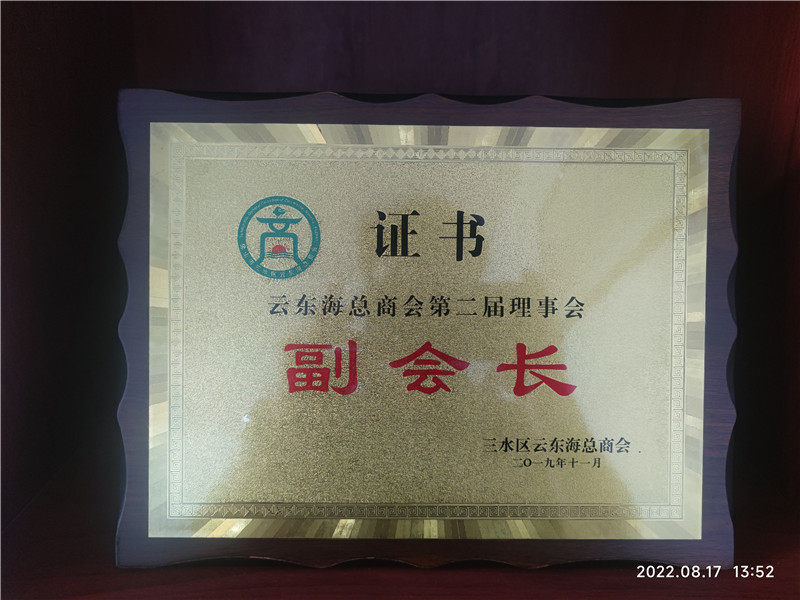 证书
云东海总商会第二届理事会
副会长
三水区云东海总商会
二〇一九年十一月
2022.08.17 13:52